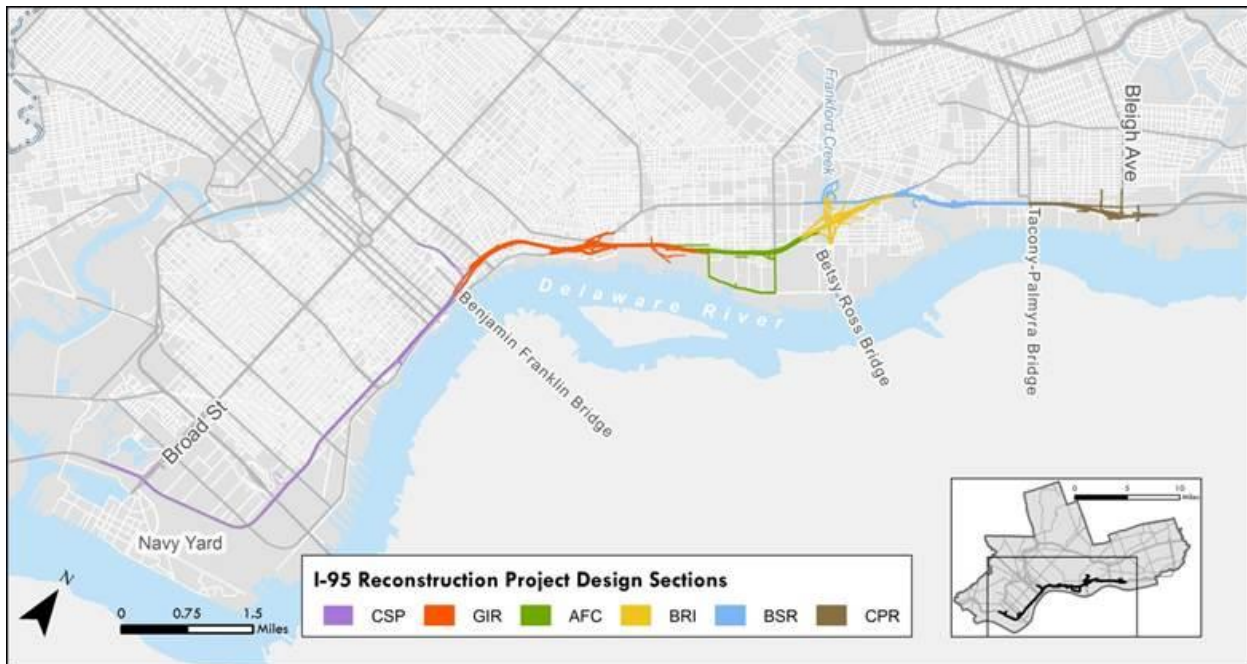 Frankford Creek
Bleigh Ave
Tacony-Palmyra Bridge
Betsy Ross Bridge
Delaware River
Benjamin Franklin Bridge
Broad St
Navy Yard
N
0 0.75 1.5
Miles
I-95 Reconstruction Project Design Sections
CSP GIR AFC BRI BSR CPR
0 5 10
Miles